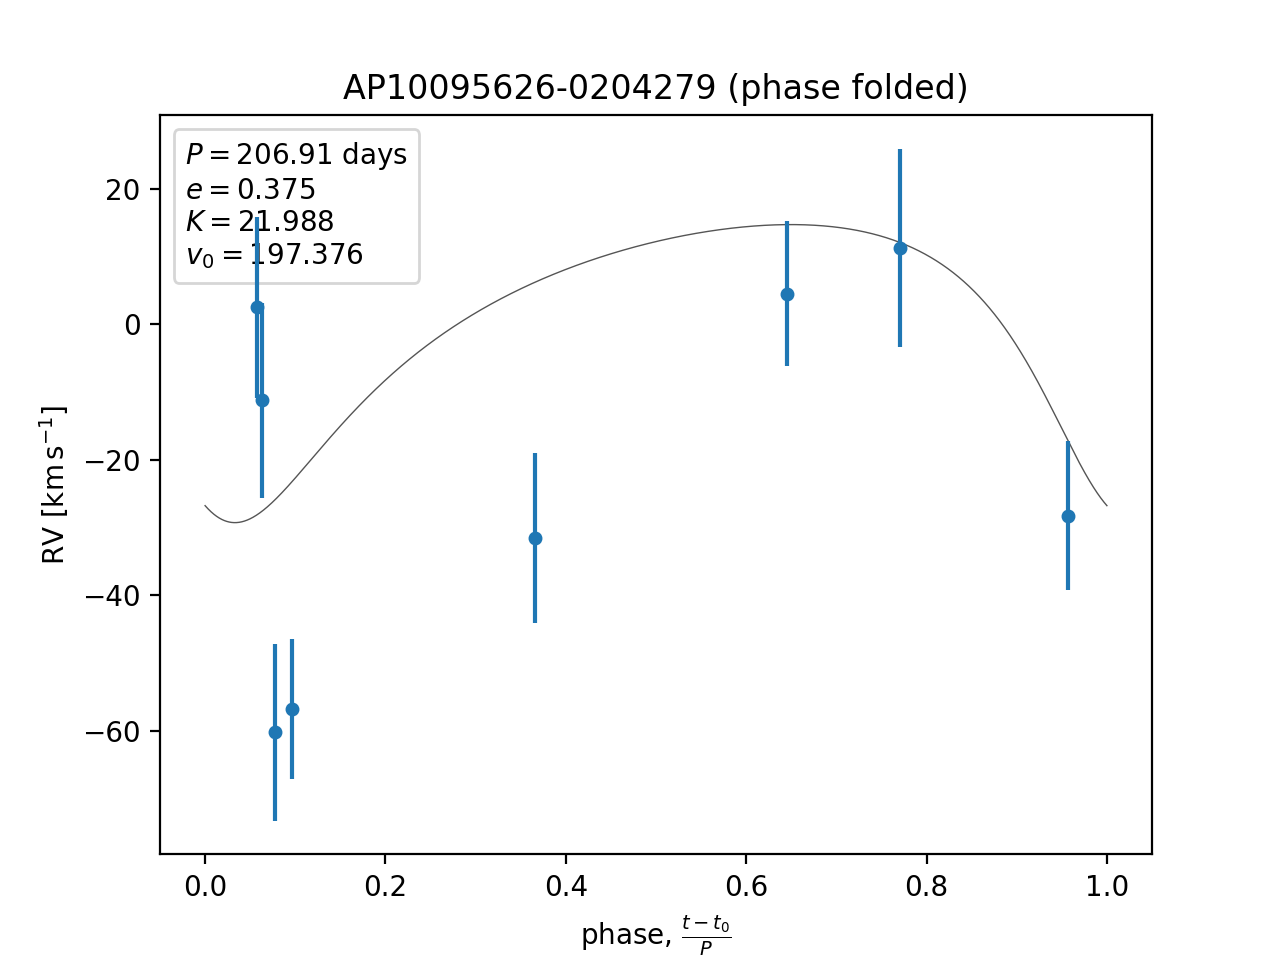 AP10095626-0204279 (phase folded)
P = 206.91 days
e = 0.375
K = 21.988
v₀ = 197.376
20
0
−20
−40
−60
RV [km s⁻¹]
0.0 0.2 0.4 0.6 0.8 1.0
phase, (t − t₀)/P